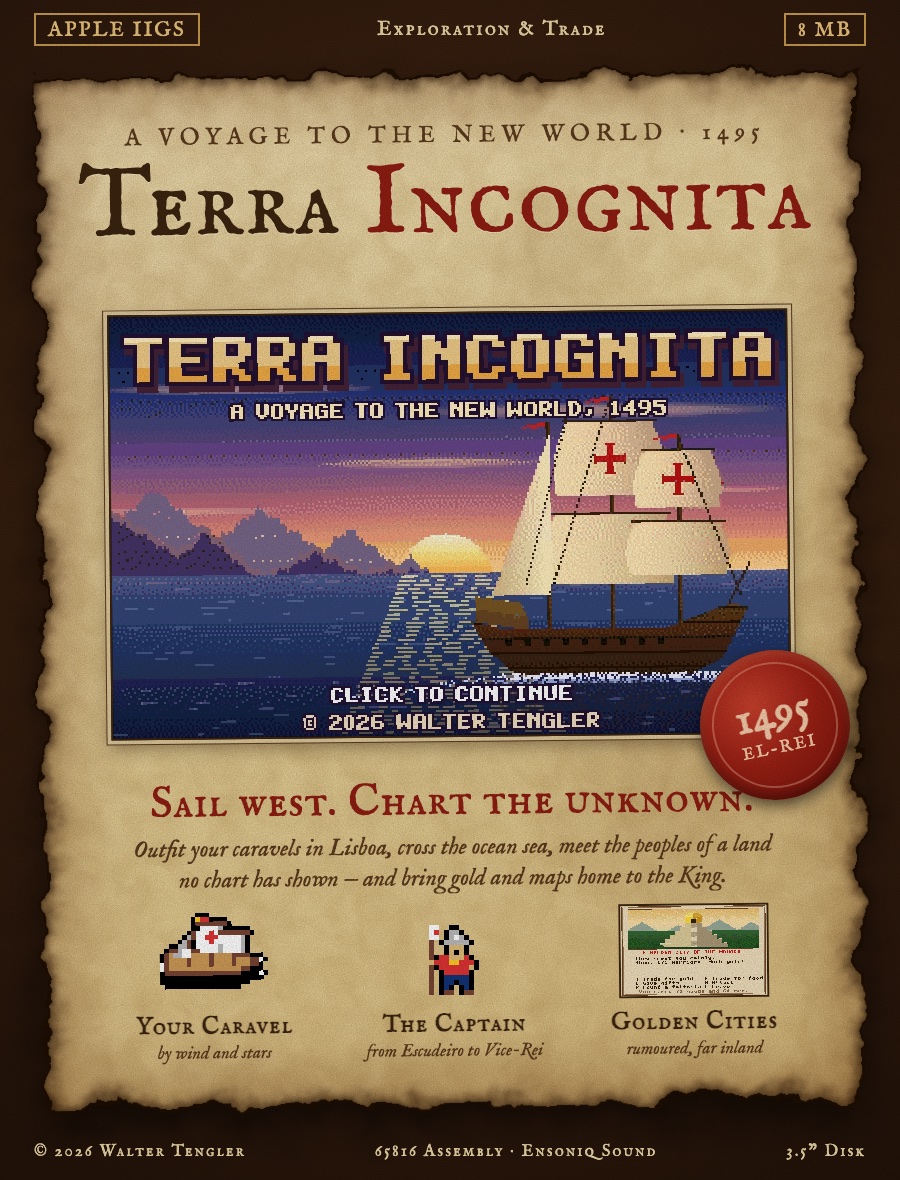 APPLE IIGS
Exploration & Trade
8 MB
A VOYAGE TO THE NEW WORLD · 1495
TERRA INCOGNITA
TERRA INCOGNITA
A VOYAGE TO THE NEW WORLD, 1495
CLICK TO CONTINUE
© 2026 WALTER TENGLER
1495
EL-REI
Sail west. Chart the unknown.
Outfit your caravels in Lisboa, cross the ocean sea, meet the peoples of a land
no chart has shown – and bring gold and maps home to the King.
Your Caravel
by wind and stars
The Captain
from Escudeiro to Vice-Rei
Golden Cities
rumoured, far inland
© 2026 Walter Tengler
65816 Assembly · Ensoniq Sound
3.5” Disk